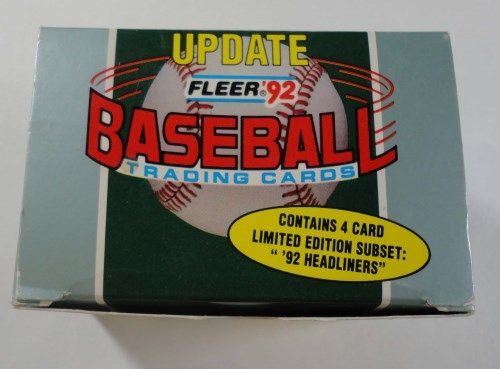 UPDATE
FLEER® '92
BASEBALL
TRADING CARDS
CONTAINS 4 CARD
LIMITED EDITION SUBSET:
" '92 HEADLINERS"